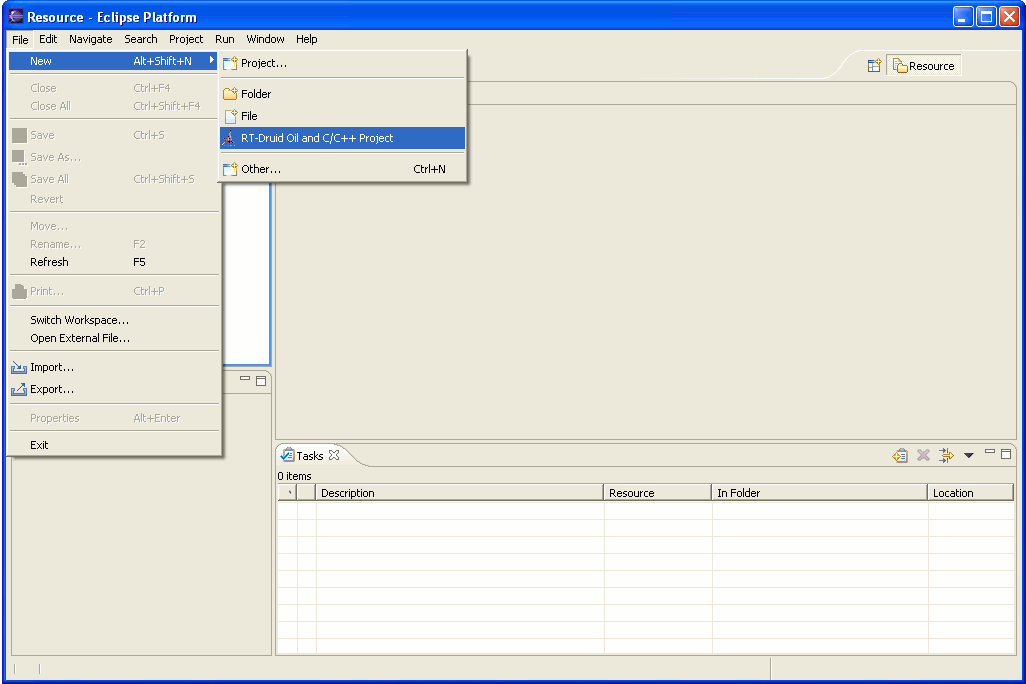 Resource - Eclipse Platform
File Edit Navigate Search Project Run Window Help
New Alt+Shift+N
Close Ctrl+F4
Close All Ctrl+Shift+F4
Save Ctrl+S
Save As...
Save All Ctrl+Shift+S
Revert
Move...
Rename... F2
Refresh F5
Print... Ctrl+P
Switch Workspace...
Open External File...
Import...
Export...
Properties Alt+Enter
Exit
Project...
Folder
File
RT-Druid Oil and C/C++ Project
Other... Ctrl+N
Resource
Tasks
0 items
Description Resource In Folder Location